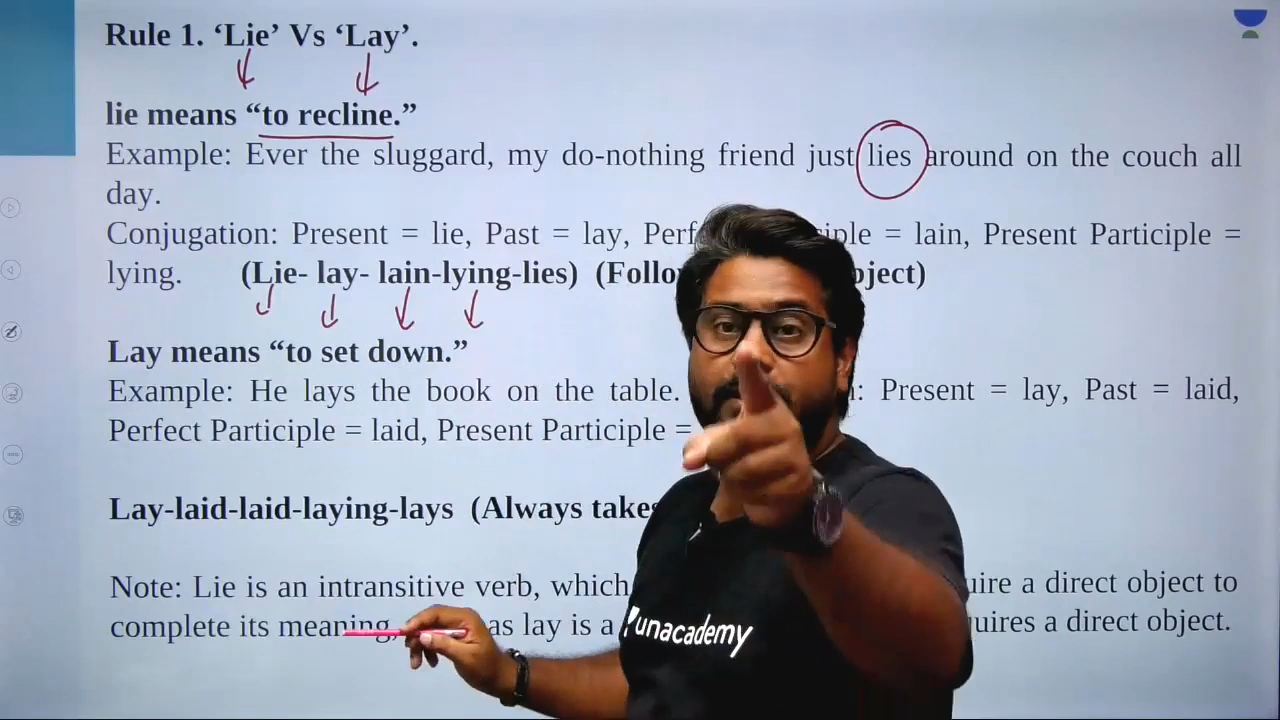 Rule 1. ‘Lie’ Vs ‘Lay’.
lie means “to recline.”
Example: Ever the sluggard, my do-nothing friend just lies around on the couch all
day.
Conjugation: Present = lie, Past = lay, Perf iple = lain, Present Participle =
lying. (Lie- lay- lain-lying-lies) (Follo bject)
Lay means “to set down.”
Example: He lays the book on the table. : Present = lay, Past = laid,
Perfect Participle = laid, Present Participle =
Lay-laid-laid-laying-lays (Always takes
Note: Lie is an intransitive verb, which uire a direct object to
complete its meaning, as lay is a quires a direct object.
unacademy